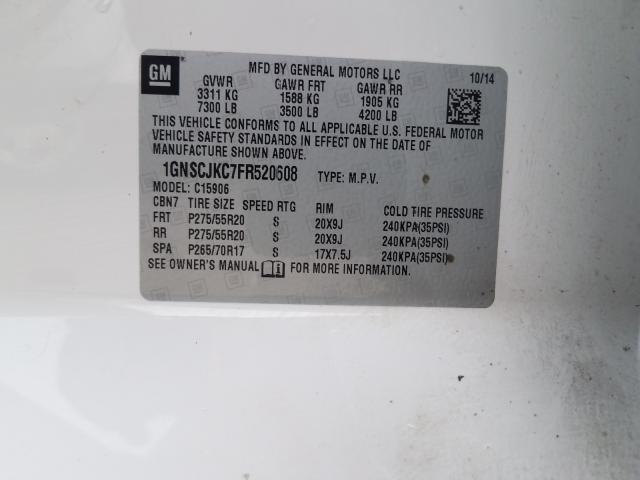 GM
MFD BY GENERAL MOTORS LLC
10/14
GVWR GAWR FRT GAWR RR
3311 KG 1588 KG 1905 KG
7300 LB 3500 LB 4200 LB
THIS VEHICLE CONFORMS TO ALL APPLICABLE U.S. FEDERAL MOTOR
VEHICLE SAFETY STANDARDS IN EFFECT ON THE DATE OF
MANUFACTURE SHOWN ABOVE.
1GNSCJKC7FR520608 TYPE: M.P.V.
MODEL: C15906
CBN7 TIRE SIZE SPEED RTG RIM COLD TIRE PRESSURE
FRT P275/55R20 S 20X9J 240KPA(35PSI)
RR P275/55R20 S 20X9J 240KPA(35PSI)
SPA P265/70R17 S 17X7.5J 240KPA(35PSI)
SEE OWNER'S MANUAL FOR MORE INFORMATION.